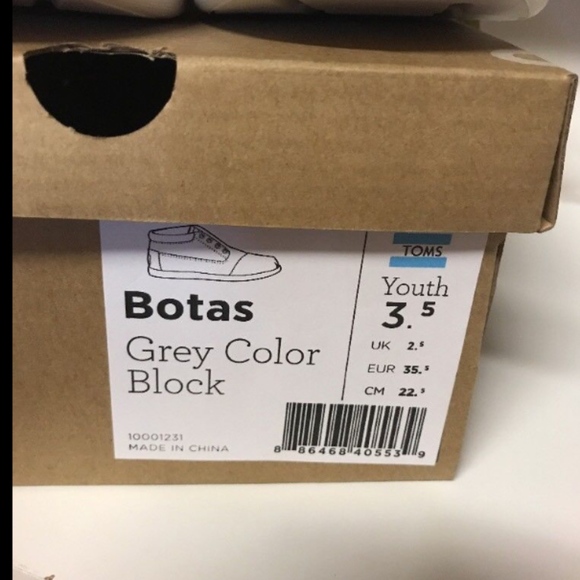 TOMS
Botas
Grey Color
Block
10001231
MADE IN CHINA
Youth
3.5
UK 2.5
EUR 35.5
CM 22.5
8 86468 40553 9